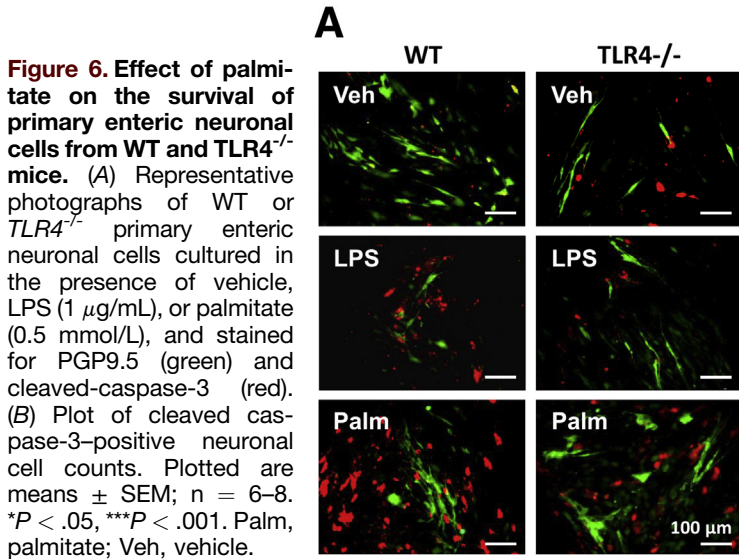 Figure 6. Effect of palmi-
tate on the survival of
primary enteric neuronal
cells from WT and TLR4-/-
mice. (A) Representative
photographs of WT or
TLR4-/- primary enteric
neuronal cells cultured in
the presence of vehicle,
LPS (1 μg/mL), or palmitate
(0.5 mmol/L), and stained
for PGP9.5 (green) and
cleaved-caspase-3 (red).
(B) Plot of cleaved cas-
pase-3–positive neuronal
cell counts. Plotted are
means ± SEM; n = 6–8.
*P < .05, ***P < .001. Palm,
palmitate; Veh, vehicle.
A
WT TLR4-/-
Veh Veh
LPS LPS
Palm Palm
100 μm